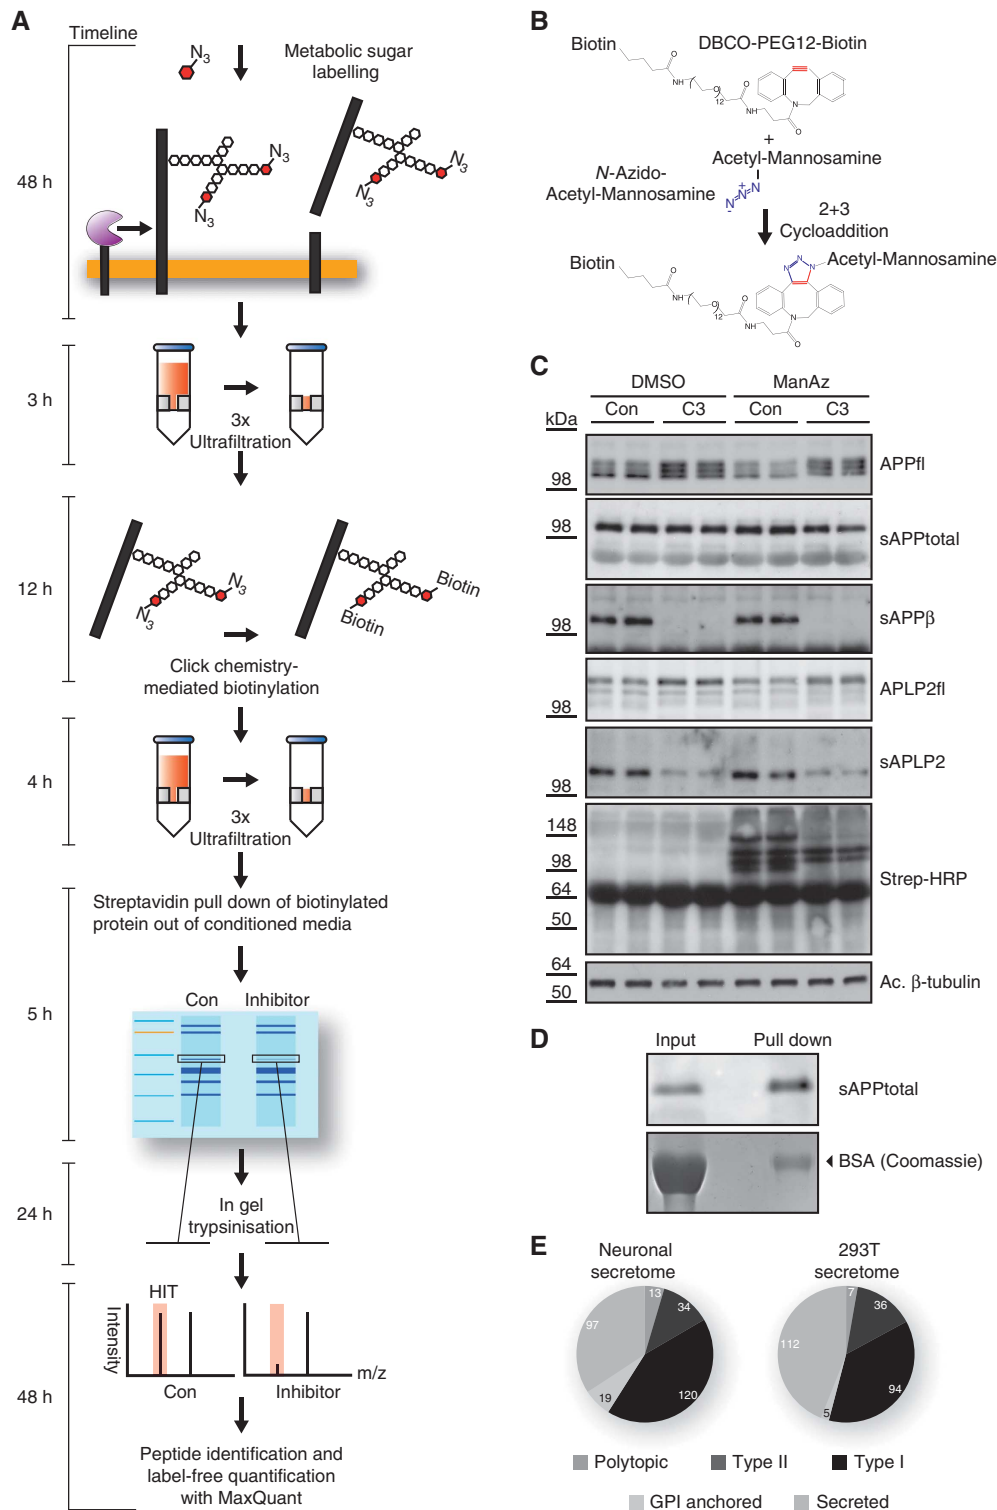 A
Timeline
N3
Metabolic sugar
labelling
N3
N3
N3
N3
48 h
3 h
3x
Ultrafiltration
12 h
N3
N3
Biotin
Biotin
Click chemistry-
mediated biotinylation
4 h
3x
Ultrafiltration
Streptavidin pull down of biotinylated
protein out of conditioned media
5 h
Con Inhibitor
24 h
In gel
trypsinisation
48 h
HIT
Intensity
m/z
Con Inhibitor
Peptide identification and
label-free quantification
with MaxQuant
B
Biotin
DBCO-PEG12-Biotin
O
NH
O
12
O
NH
N
O
+
Acetyl-Mannosamine
N-Azido-
Acetyl-Mannosamine
N=N=N
+
-
2+3
Cycloaddition
Biotin
N
N
N
Acetyl-Mannosamine
O
NH
O
12
O
NH
N
O
C
DMSO ManAz
kDa Con C3 Con C3
98 APPfl
98 sAPPtotal
98 sAPPβ
98 APLP2fl
98 sAPLP2
148
98
64
50
Strep-HRP
64
50
Ac. β-tubulin
D
Input Pull down
sAPPtotal
BSA (Coomassie)
E
Neuronal
secretome
293T
secretome
13
34
120
19
97
7
36
94
5
112
Polytopic Type II Type I
GPI anchored Secreted